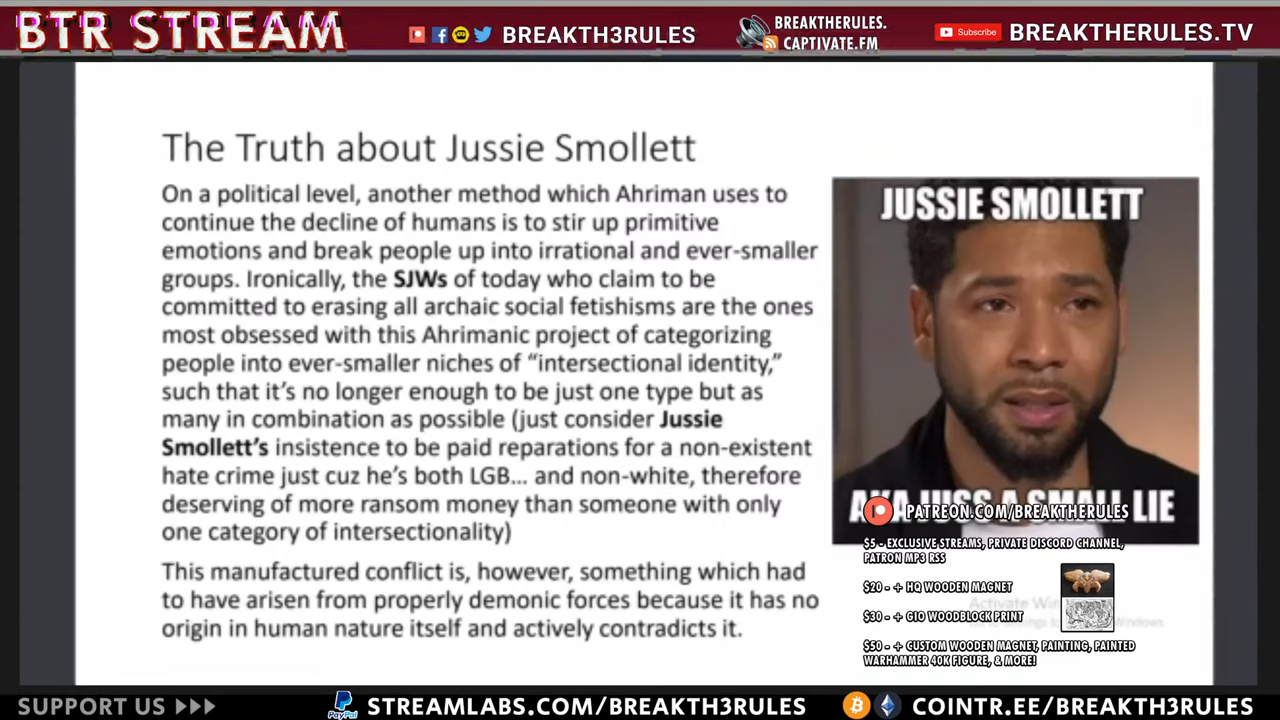 BTR STREAM
BREAKTH3RULES
BREAKTHERULES.
CAPTIVATE.FM
Subscribe
BREAKTHERULES.TV
The Truth about Jussie Smollett
On a political level, another method which Ahriman uses to
continue the decline of humans is to stir up primitive
emotions and break people up into irrational and ever-smaller
groups. Ironically, the SJWs of today who claim to be
committed to erasing all archaic social fetishisms are the ones
most obsessed with this Ahrimanic project of categorizing
people into ever-smaller niches of “intersectional identity,”
such that it’s no longer enough to be just one type but as
many in combination as possible (just consider Jussie
Smollett’s insistence to be paid reparations for a non-existent
hate crime just cuz he’s both LGB... and non-white, therefore
deserving of more ransom money than someone with only
one category of intersectionality)
This manufactured conflict is, however, something which had
to have arisen from properly demonic forces because it has no
origin in human nature itself and actively contradicts it.
JUSSIE SMOLLETT
AKA JUSS A SMALL LIE
PATREON.COM/BREAKTHERULES
$5 - EXCLUSIVE STREAMS, PRIVATE DISCORD CHANNEL,
PATRON MP3 RSS
$20 - + HQ WOODEN MAGNET
$30 - + GIO WOODBLOCK PRINT
$50 - + CUSTOM WOODEN MAGNET, PAINTING, PAINTED
WARHAMMER 40K FIGURE, & MORE!
SUPPORT US
PayPal
STREAMLABS.COM/BREAKTH3RULES
COINTR.EE/BREAKTH3RULES